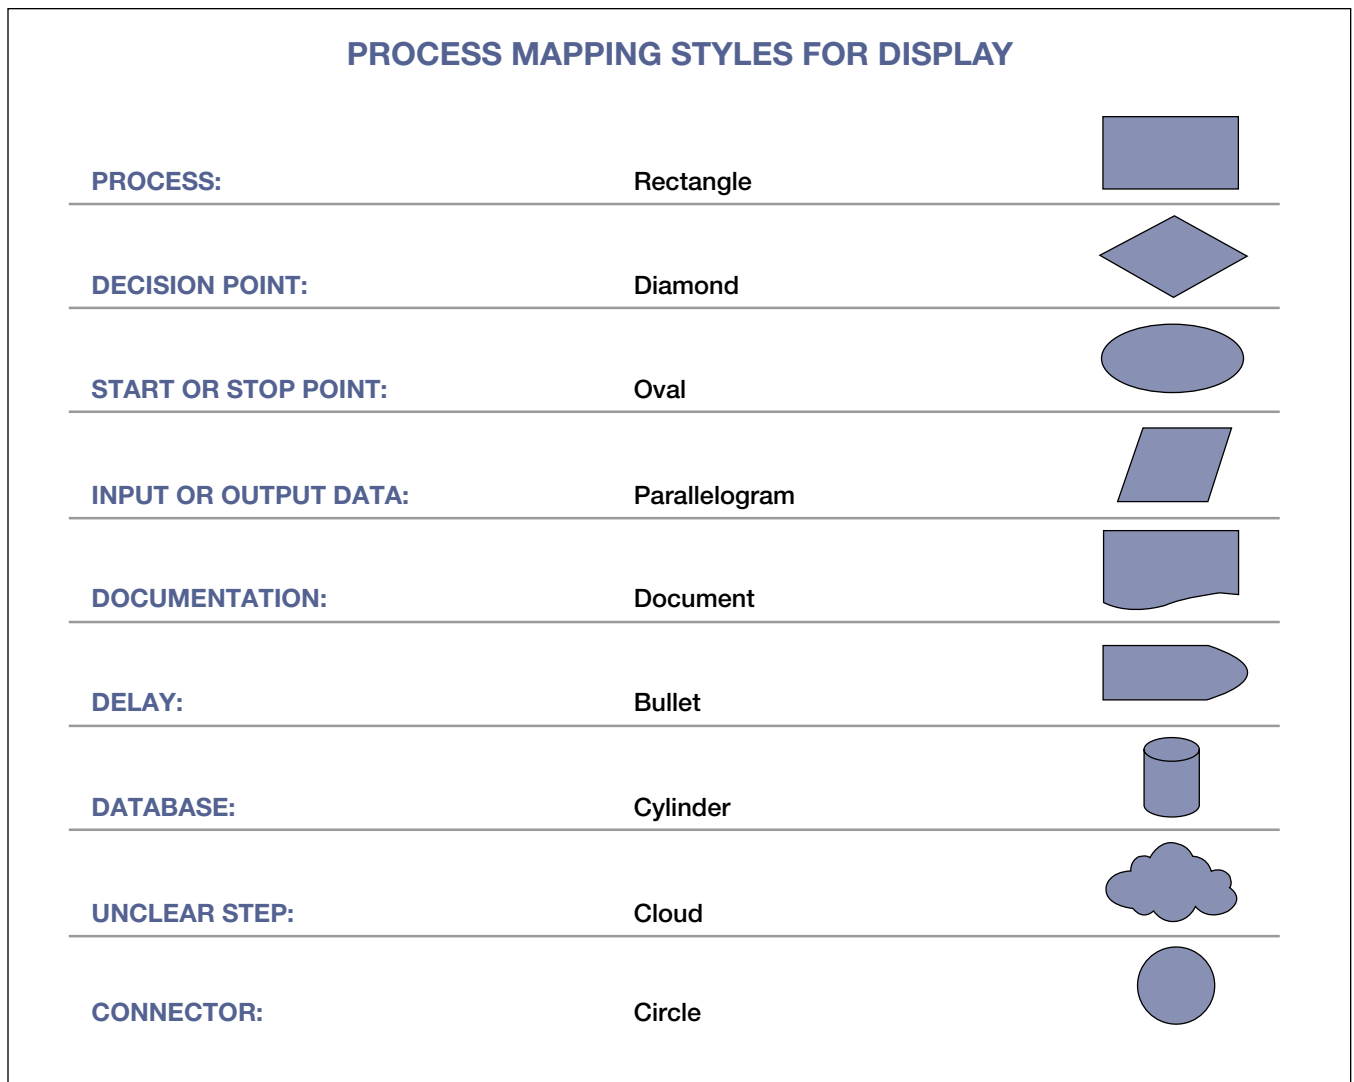 PROCESS MAPPING STYLES FOR DISPLAY
PROCESS: Rectangle
DECISION POINT: Diamond
START OR STOP POINT: Oval
INPUT OR OUTPUT DATA: Parallelogram
DOCUMENTATION: Document
DELAY: Bullet
DATABASE: Cylinder
UNCLEAR STEP: Cloud
CONNECTOR: Circle